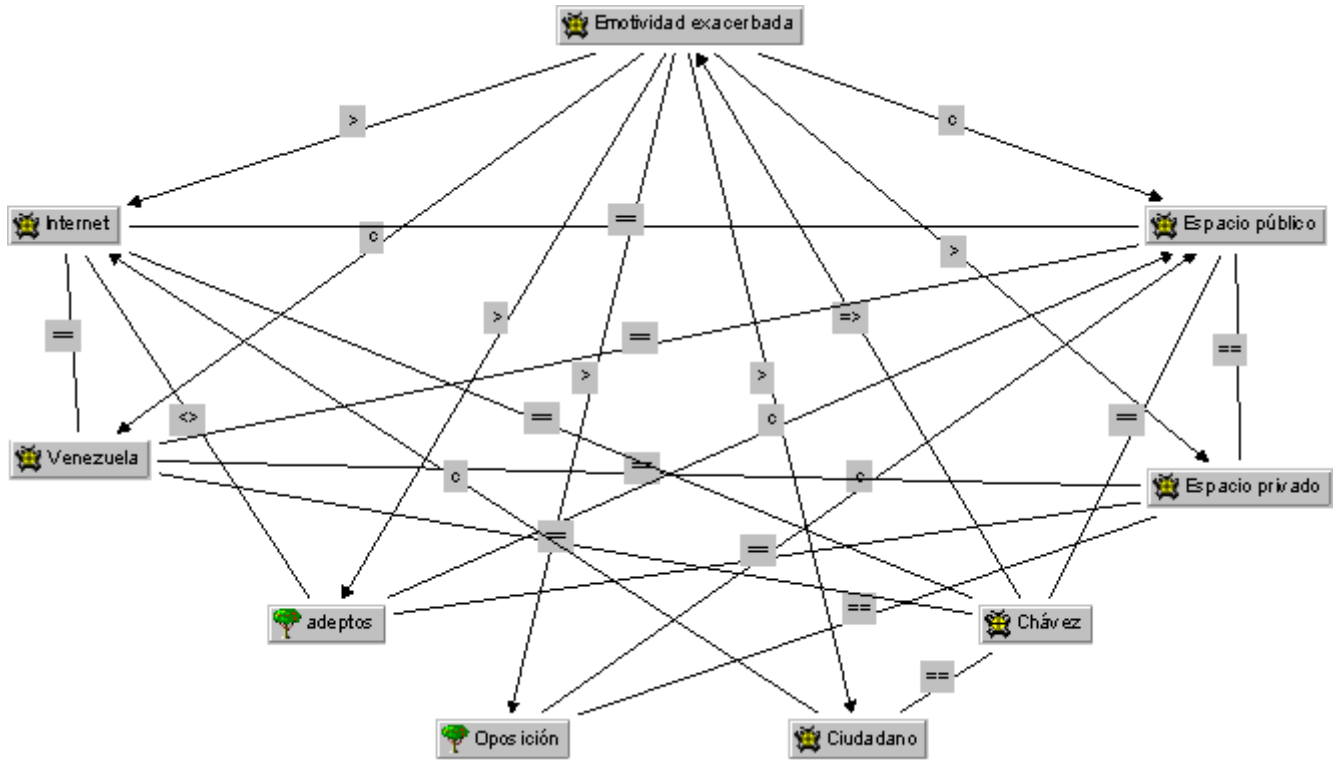 Emotividad exacerbada
>
c
Internet
==
Espacio público
c
>
>
=>
==
==
==
>
>
<>
==
c
==
Venezuela
==
c
c
Espacio privado
==
==
==
adeptos
Chávez
==
Oposición
Ciudadano